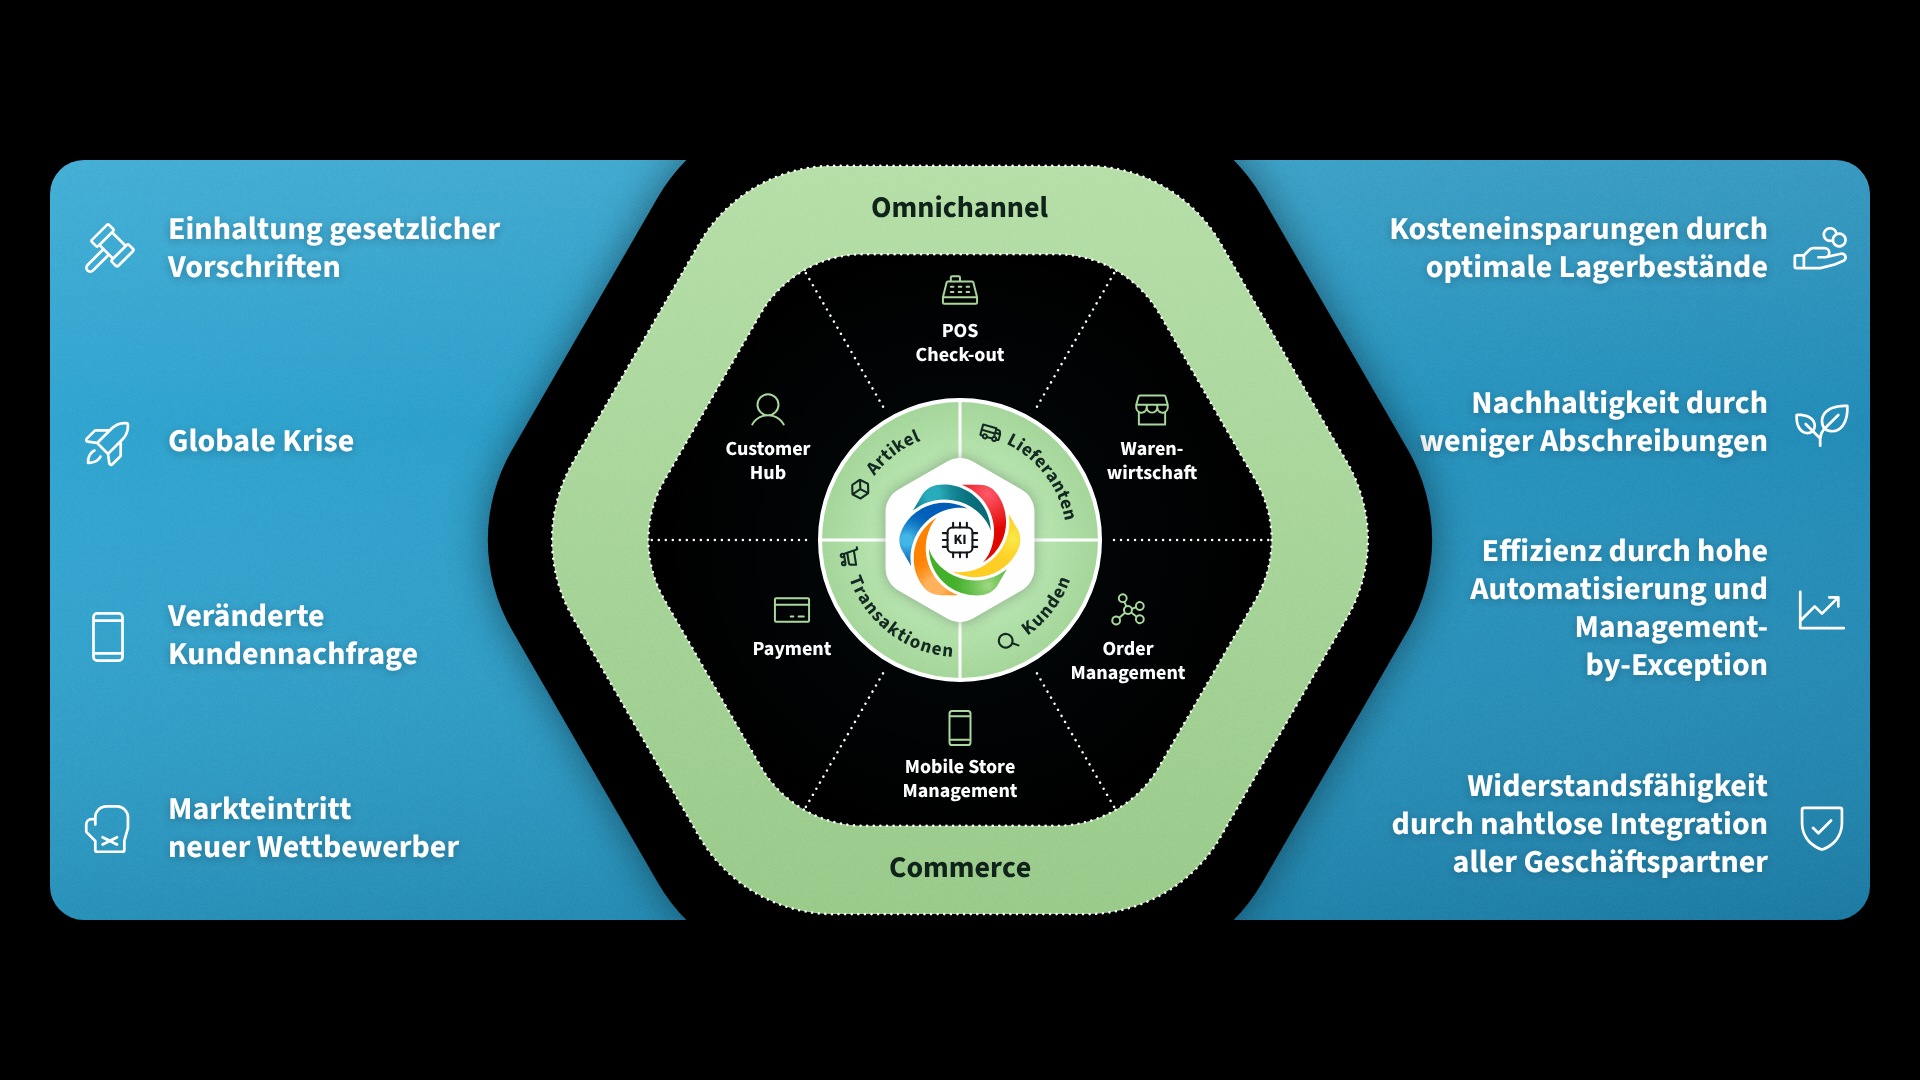 Einhaltung gesetzlicher
Vorschriften
Globale Krise
Veränderte
Kundennachfrage
Markteintritt
neuer Wettbewerber
Omnichannel
POS
Check-out
Customer
Hub
Waren-
wirtschaft
Artikel
Lieferanten
KI
Transaktionen
Kunden
Payment
Order
Management
Mobile Store
Management
Commerce
Kosteneinsparungen durch
optimale Lagerbestände
Nachhaltigkeit durch
weniger Abschreibungen
Effizienz durch hohe
Automatisierung und
Management-
by-Exception
Widerstandsfähigkeit
durch nahtlose Integration
aller Geschäftspartner